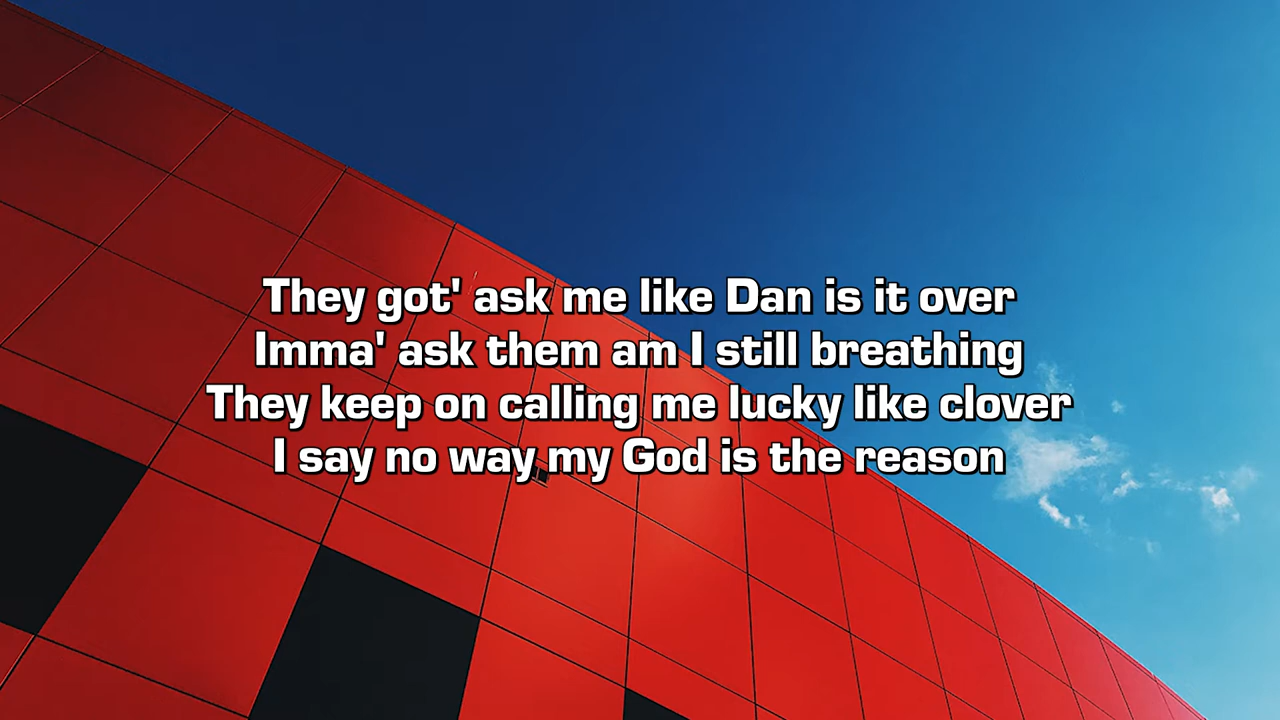 They got' ask me like Dan is it over
Imma' ask them am I still breathing
They keep on calling me lucky like clover
I say no way my God is the reason